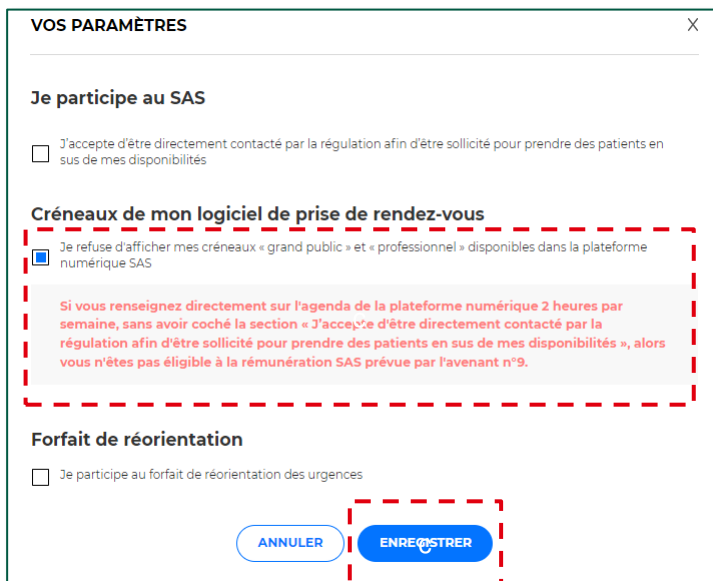 VOS PARAMÈTRES X
Je participe au SAS
J'accepte d'être directement contacté par la régulation afin d'être sollicité pour prendre des patients en
sus de mes disponibilités
Créneaux de mon logiciel de prise de rendez-vous
Je refuse d'afficher mes créneaux « grand public » et « professionnel » disponibles dans la plateforme
numérique SAS
Si vous renseignez directement sur l'agenda de la plateforme numérique 2 heures par
semaine, sans avoir coché la section « J'accepte d'être directement contacté par la
régulation afin d'être sollicité pour prendre des patients en sus de mes disponibilités », alors
vous n'êtes pas éligible à la rémunération SAS prévue par l'avenant n°9.
Forfait de réorientation
Je participe au forfait de réorientation des urgences
ANNULER ENREGISTRER